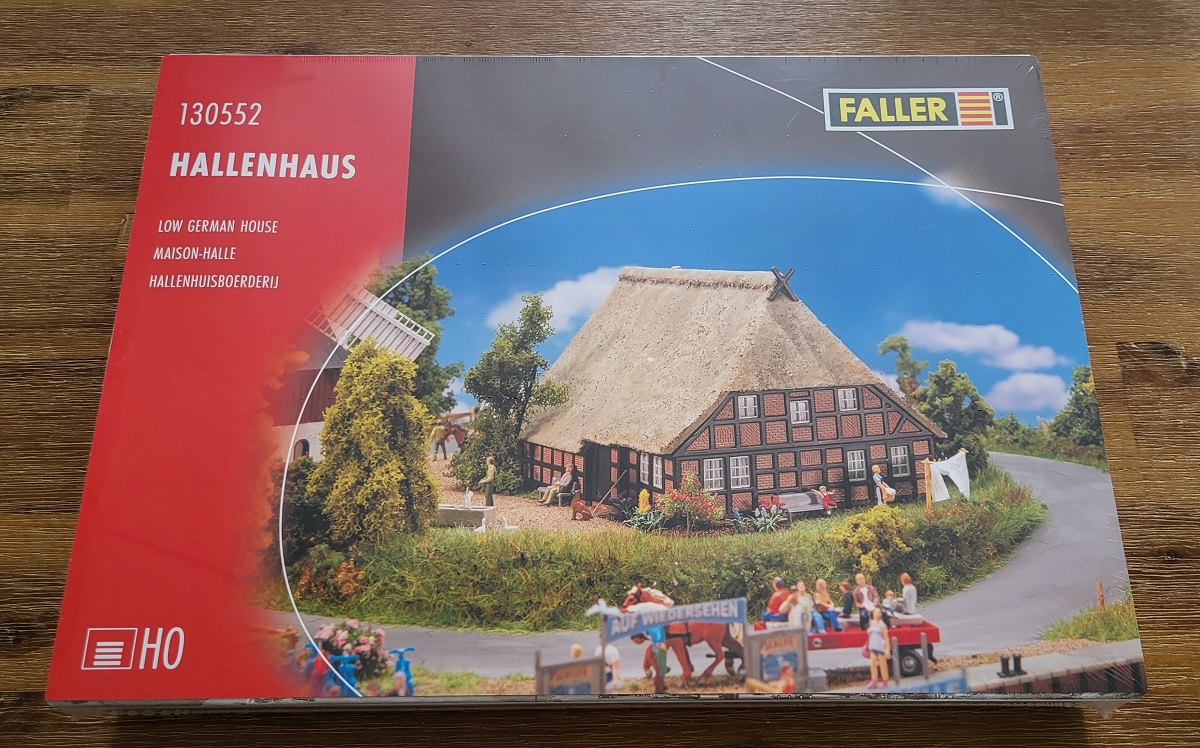 130552
HALLENHAUS
LOW GERMAN HOUSE
MAISON-HALLE
HALLENHUISBOERDERIJ
FALLER ®
AUF WIEDERSEHEN
HO